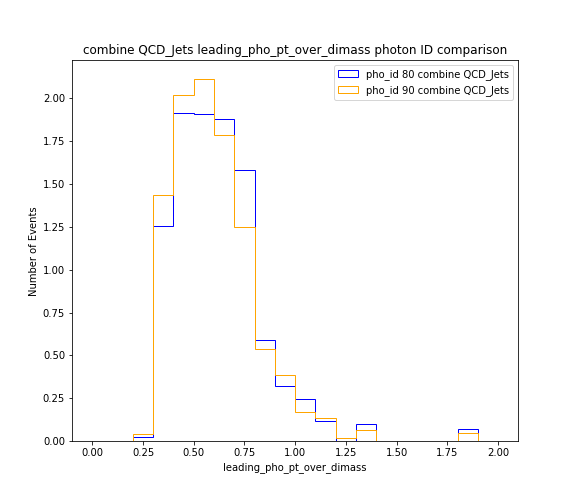 combine QCD_Jets leading_pho_pt_over_dimass photon ID comparison
pho_id 80 combine QCD_Jets
pho_id 90 combine QCD_Jets
Number of Events
2.00
1.75
1.50
1.25
1.00
0.75
0.50
0.25
0.00
0.00 0.25 0.50 0.75 1.00 1.25 1.50 1.75 2.00
leading_pho_pt_over_dimass